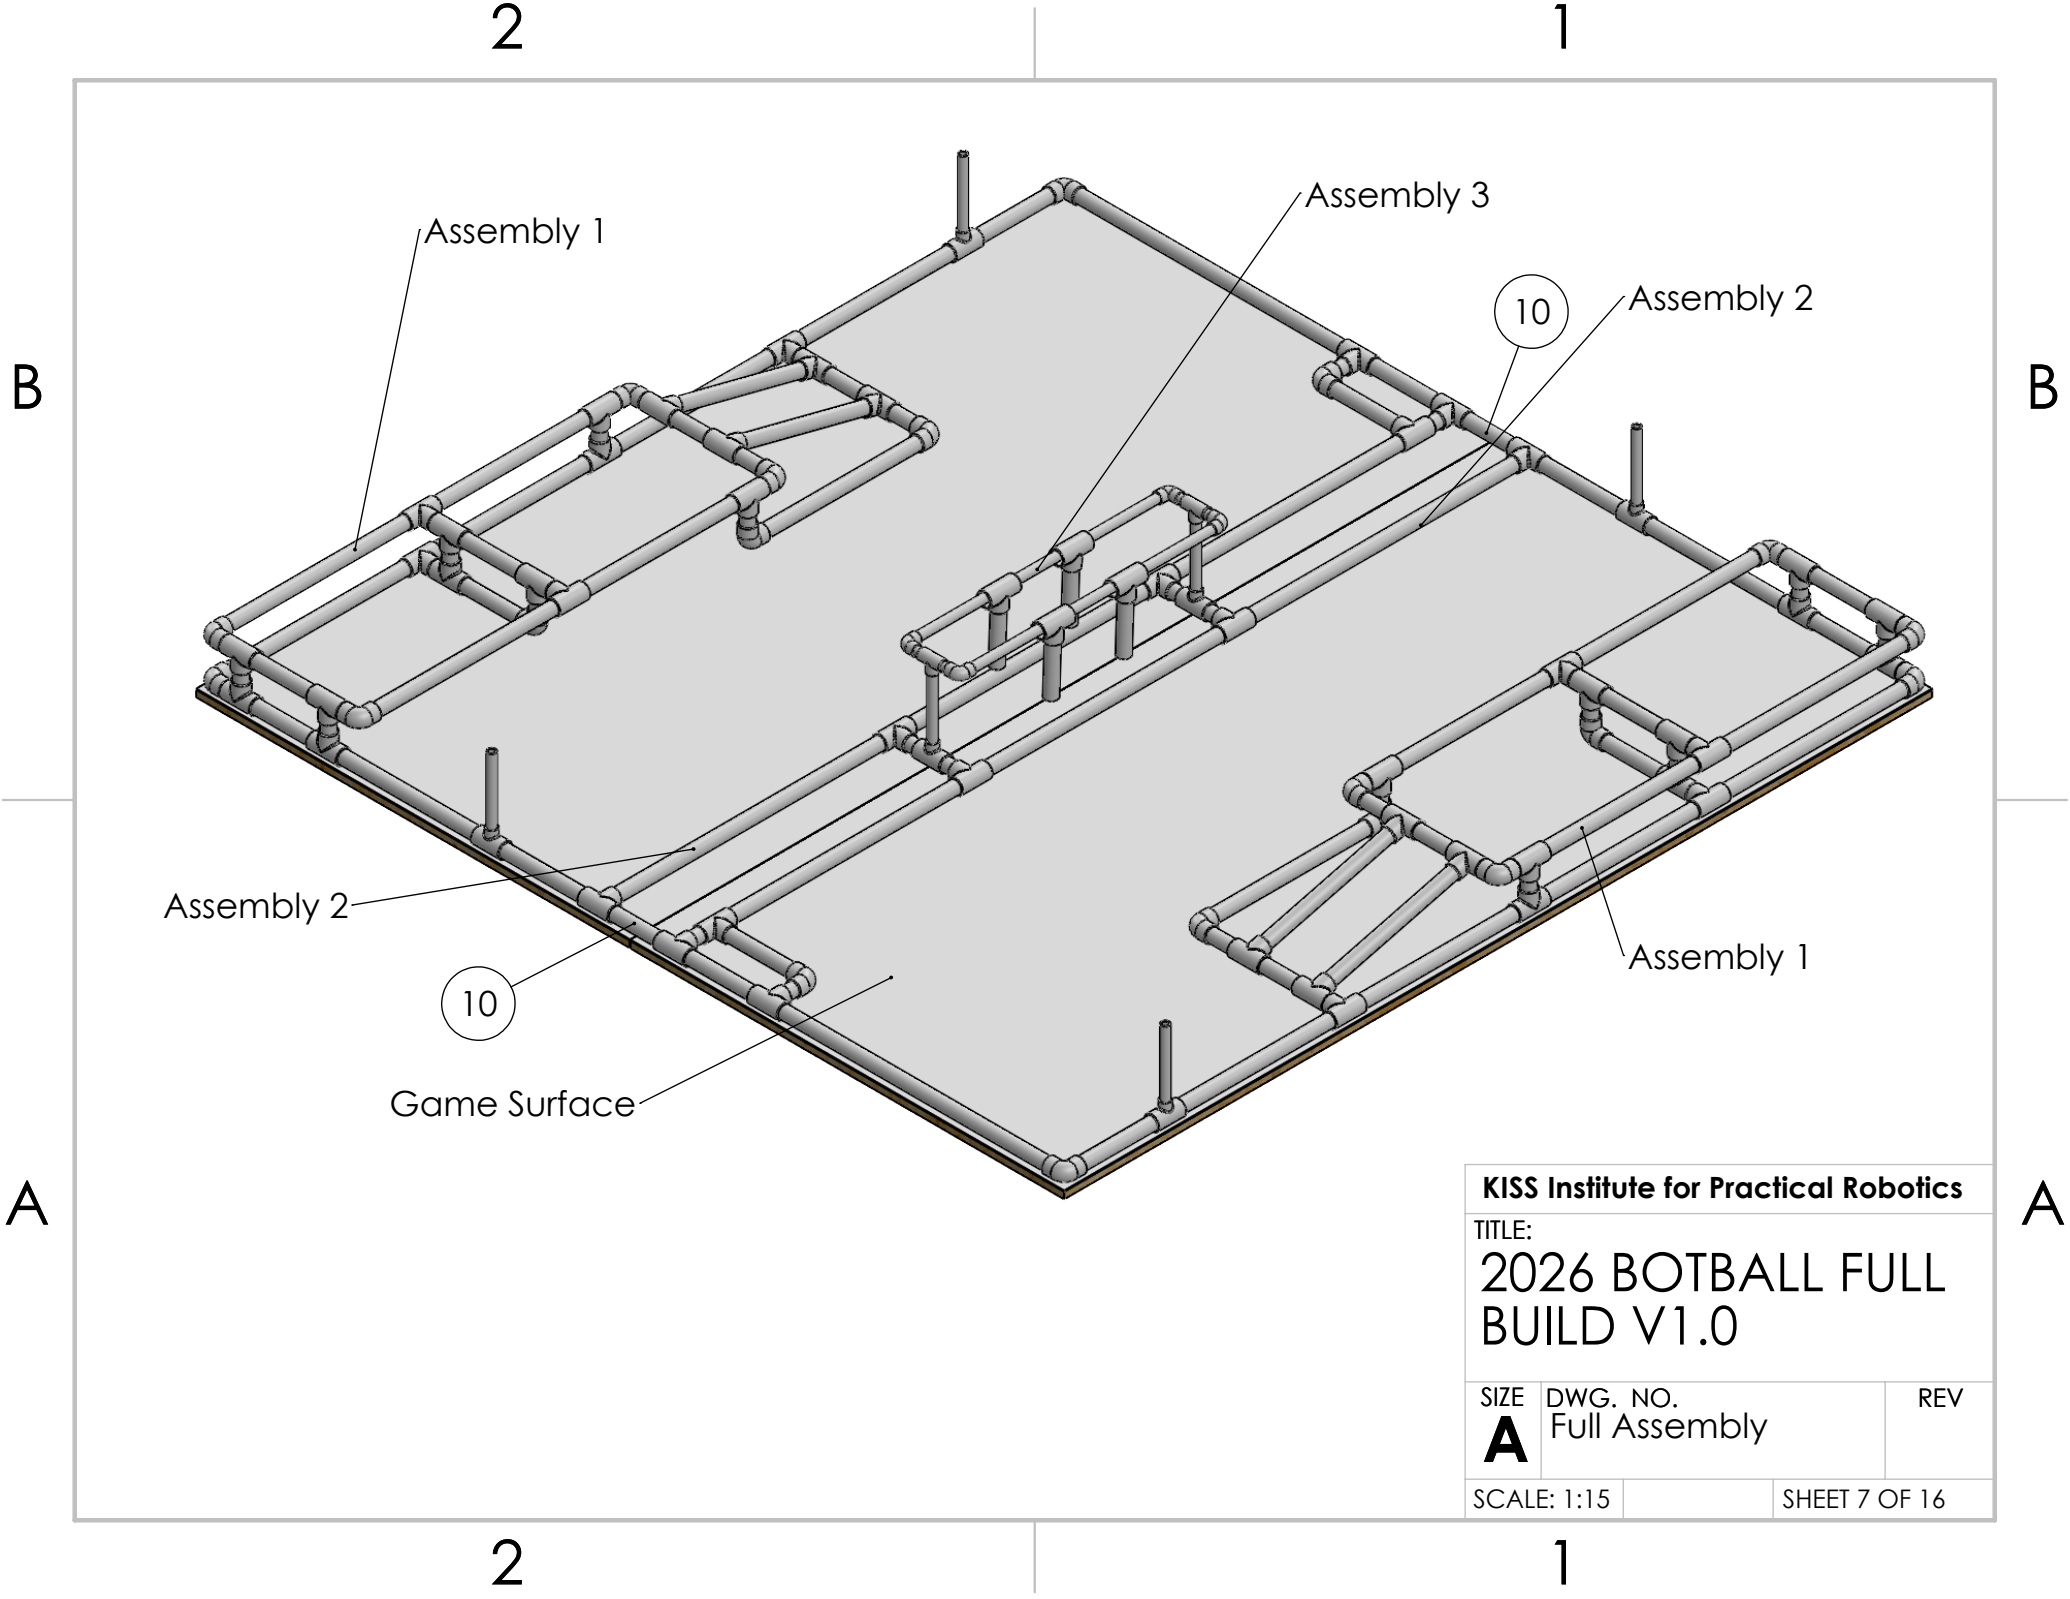 2 1
Assembly 1
Assembly 3
10
Assembly 2
B B
Assembly 2
10
Assembly 1
Game Surface
A A
KISS Institute for Practical Robotics
TITLE:
2026 BOTBALL FULL
BUILD V1.0
SIZE DWG. NO. REV
A Full Assembly
SCALE: 1:15 SHEET 7 OF 16
2 1